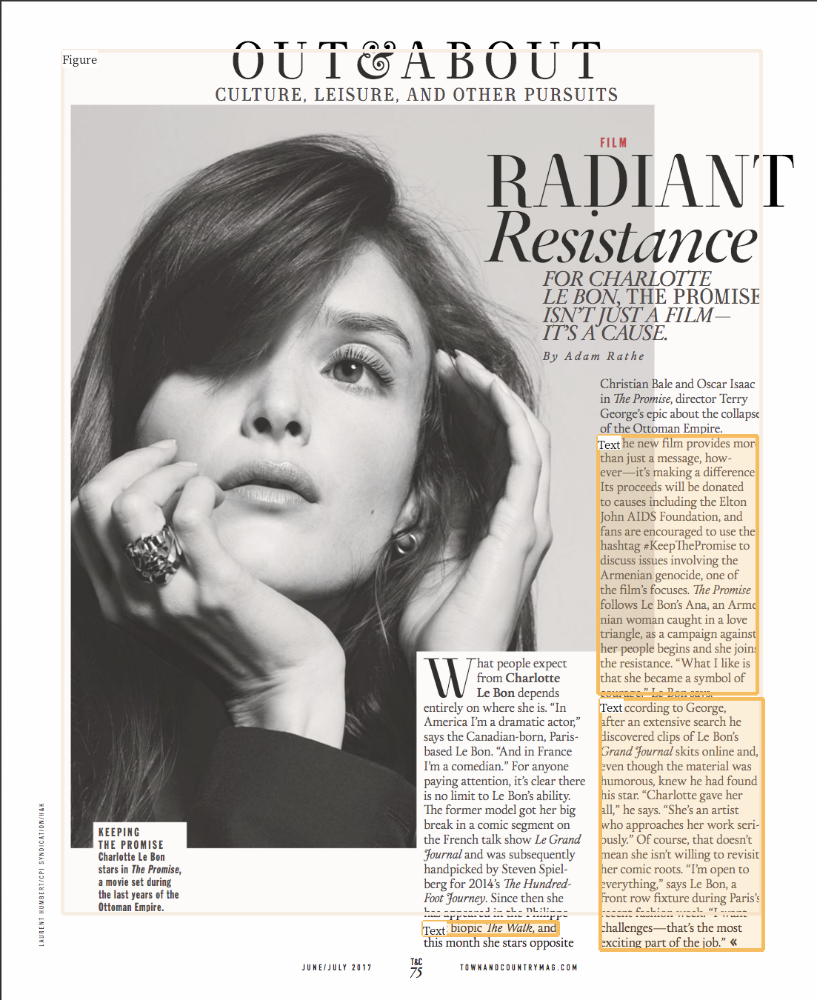 Figure
OUT&ABOUT
CULTURE, LEISURE, AND OTHER PURSUITS
FILM
RADIANT
Resistance
FOR CHARLOTTE
LE BON, THE PROMISE
ISN'T JUST A FILM—
IT'S A CAUSE.
By Adam Rathe
What people expect
from Charlotte
Le Bon depends
entirely on where she is. “In
America I'm a dramatic actor,”
says the Canadian-born, Paris-
based Le Bon. “And in France
I'm a comedian.” For anyone
paying attention, it's clear there
is no limit to Le Bon's ability.
The former model got her big
break in a comic segment on
the French talk show Le Grand
Journal and was subsequently
handpicked by Steven Spiel-
berg for 2014's The Hundred-
Foot Journey. Since then she
has appeared in the Philippe
Text biopic The Walk, and
this month she stars opposite
Christian Bale and Oscar Isaac
in The Promise, director Terry
George's epic about the collapse
of the Ottoman Empire.
Text he new film provides mor
than just a message, how-
ever—it's making a difference
Its proceeds will be donated
to causes including the Elton
John AIDS Foundation, and
fans are encouraged to use the
hashtag #KeepThePromise to
discuss issues involving the
Armenian genocide, one of
the film's focuses. The Promise
follows Le Bon's Ana, an Arme
nian woman caught in a love
triangle, as a campaign against
her people begins and she joins
the resistance. “What I like is
that she became a symbol of
courage.” Le Bon says.
Text ccording to George,
after an extensive search he
discovered clips of Le Bon's
Grand Journal skits online and,
even though the material was
humorous, knew he had found
his star. “Charlotte gave her
all,” he says. “She's an artist
who approaches her work seri-
ously.” Of course, that doesn't
mean she isn't willing to revisit
her comic roots. “I'm open to
everything,” says Le Bon, a
front row fixture during Paris's
recent fashion week. “I want
challenges—that's the most
exciting part of the job.” «
KEEPING
THE PROMISE
Charlotte Le Bon
stars in The Promise,
a movie set during
the last years of the
Ottoman Empire.
LAURENT HUMBERT/CPI SYNDICATION/H&K
JUNE/JULY 2017
T&C
75
TOWNANDCOUNTRYMAG.COM